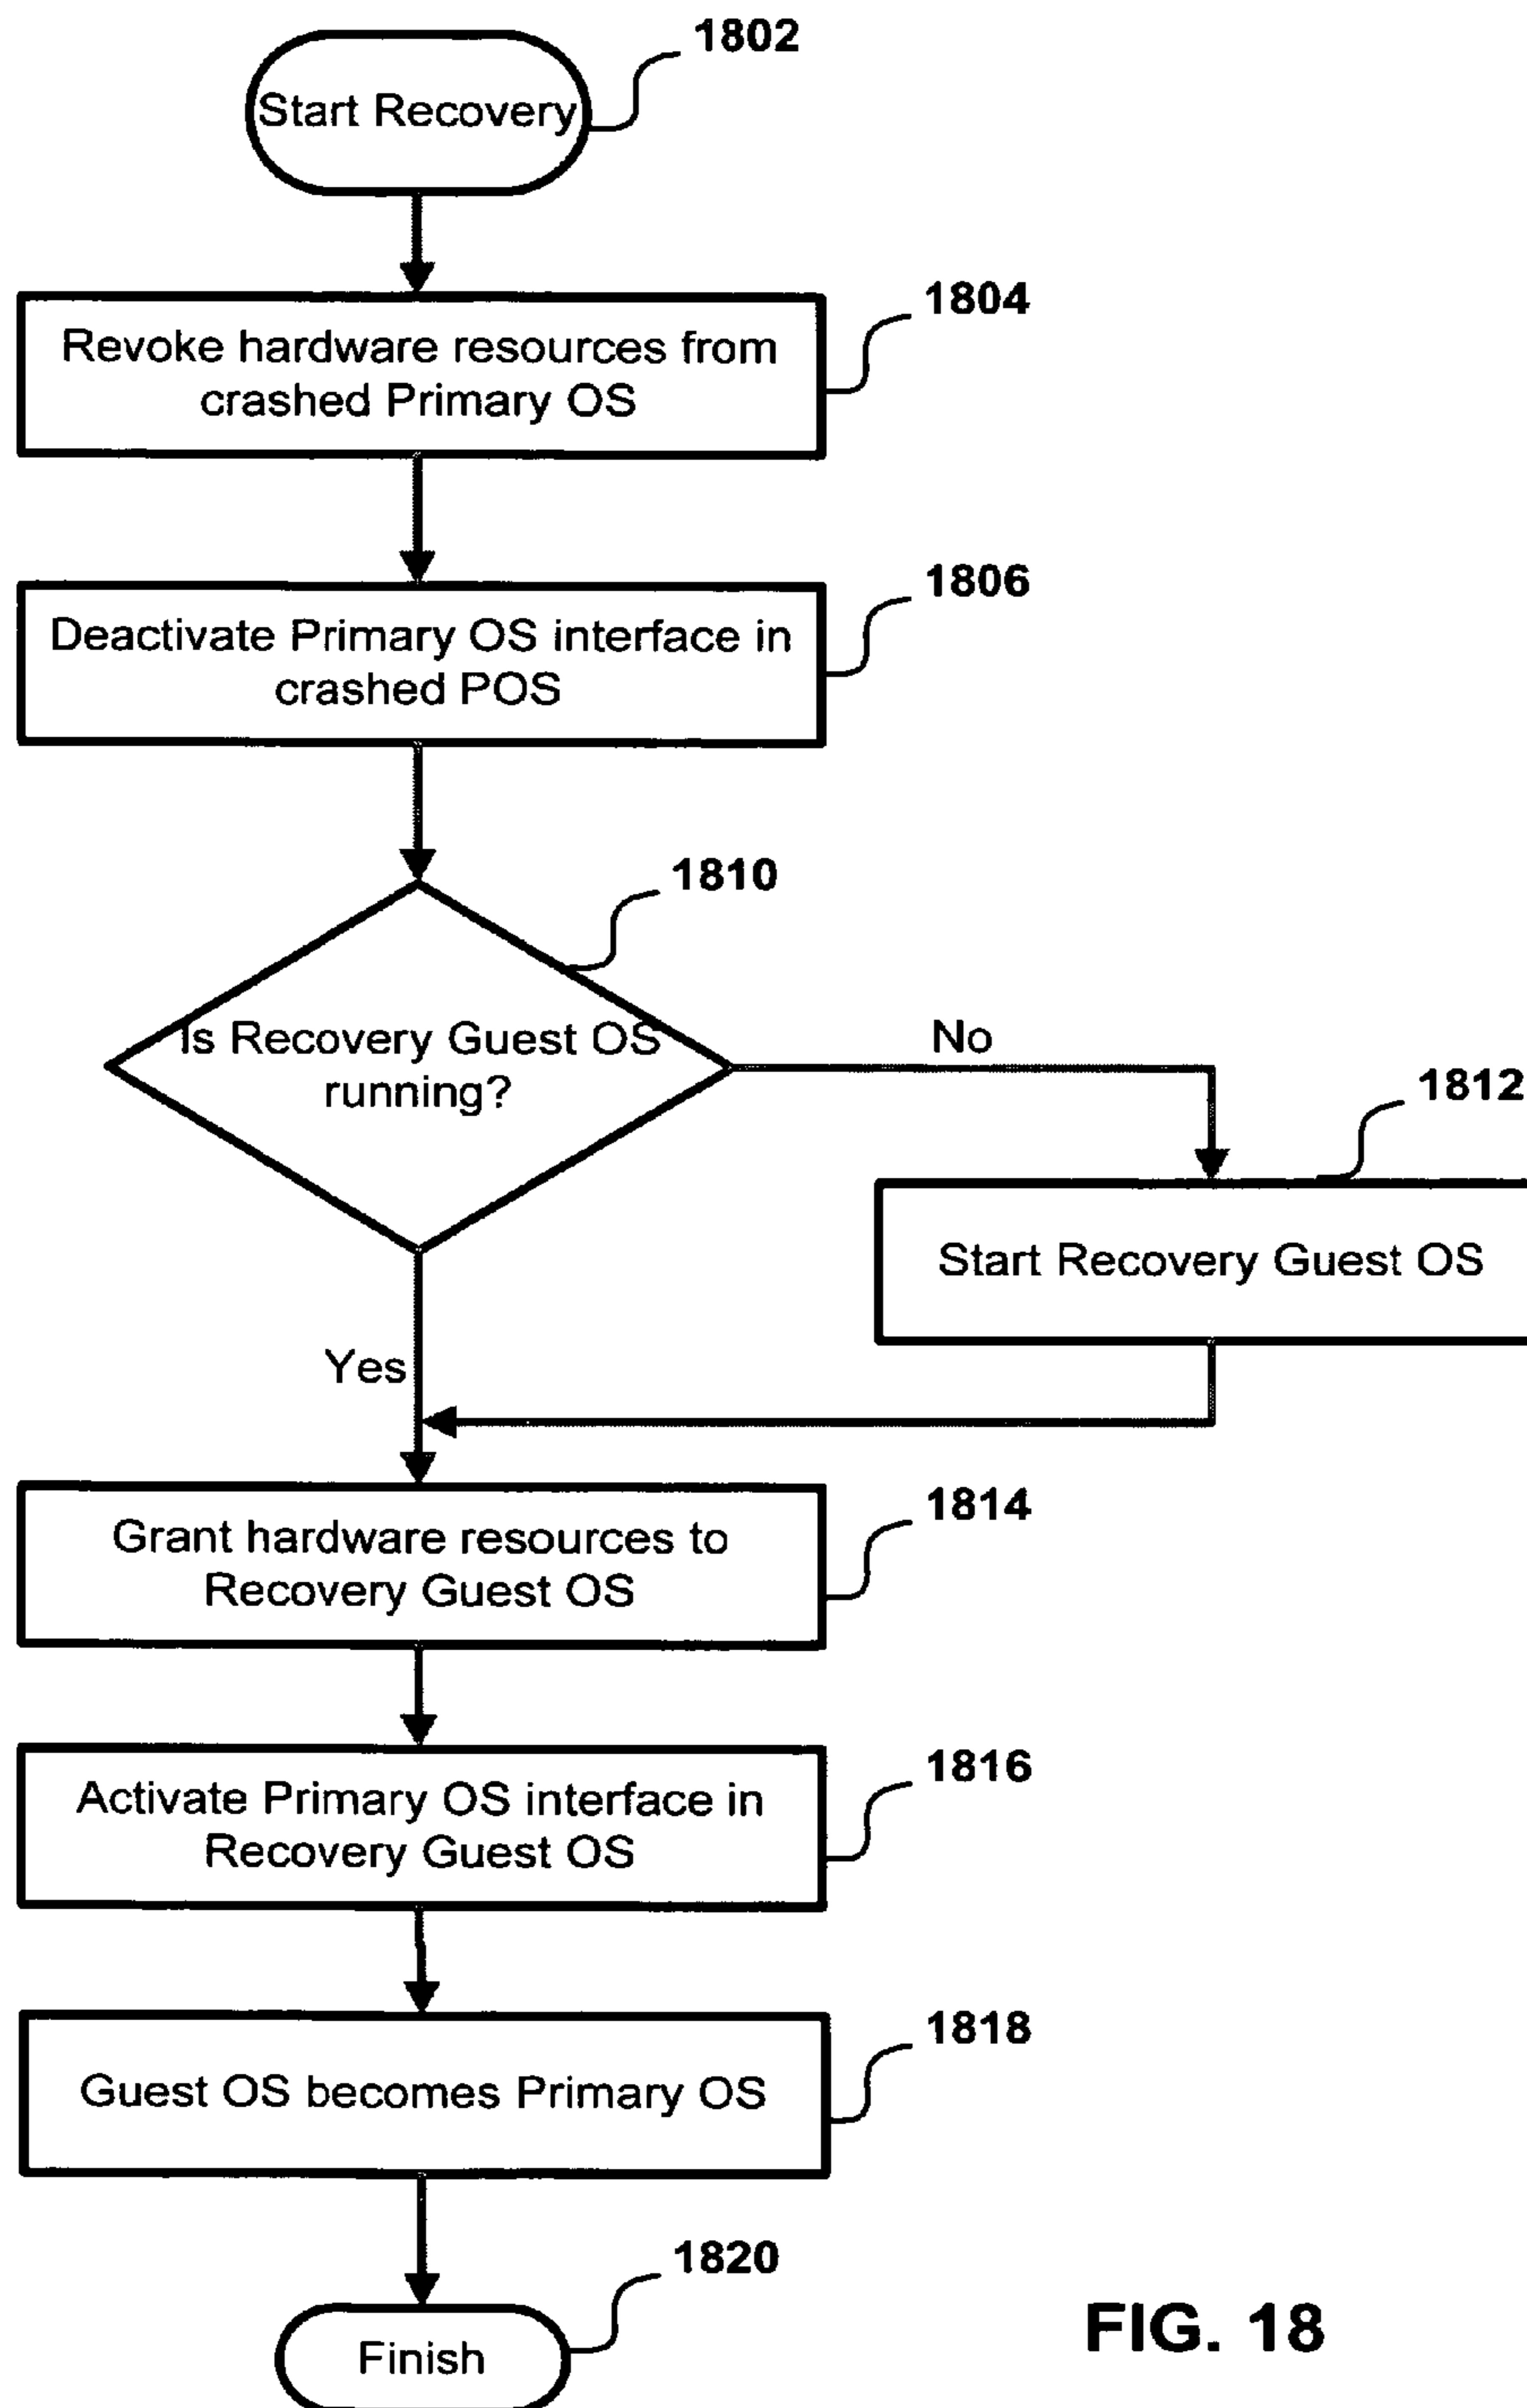 1802
Start Recovery
1804
Revoke hardware resources from
crashed Primary OS
1806
Deactivate Primary OS interface in
crashed POS
1810
Is Recovery Guest OS
running?
No
1812
Start Recovery Guest OS
Yes
1814
Grant hardware resources to
Recovery Guest OS
1816
Activate Primary OS interface in
Recovery Guest OS
1818
Guest OS becomes Primary OS
1820
Finish
FIG. 18